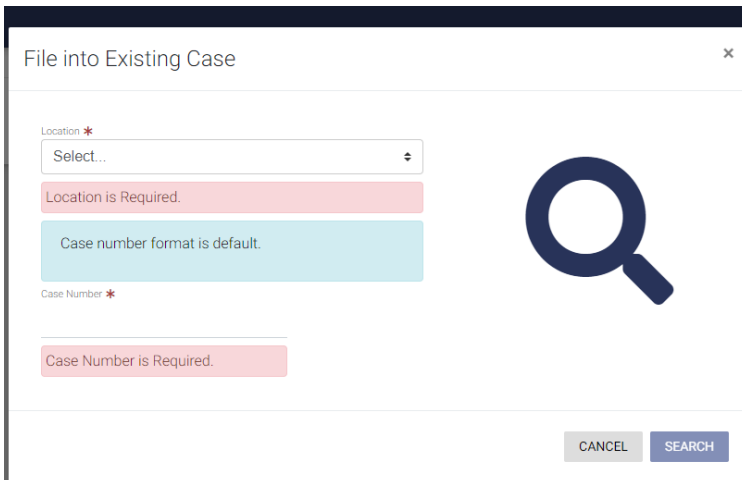 File into Existing Case
×
Location *
Select...
Location is Required.
Case number format is default.
Case Number *
Case Number is Required.
CANCEL SEARCH